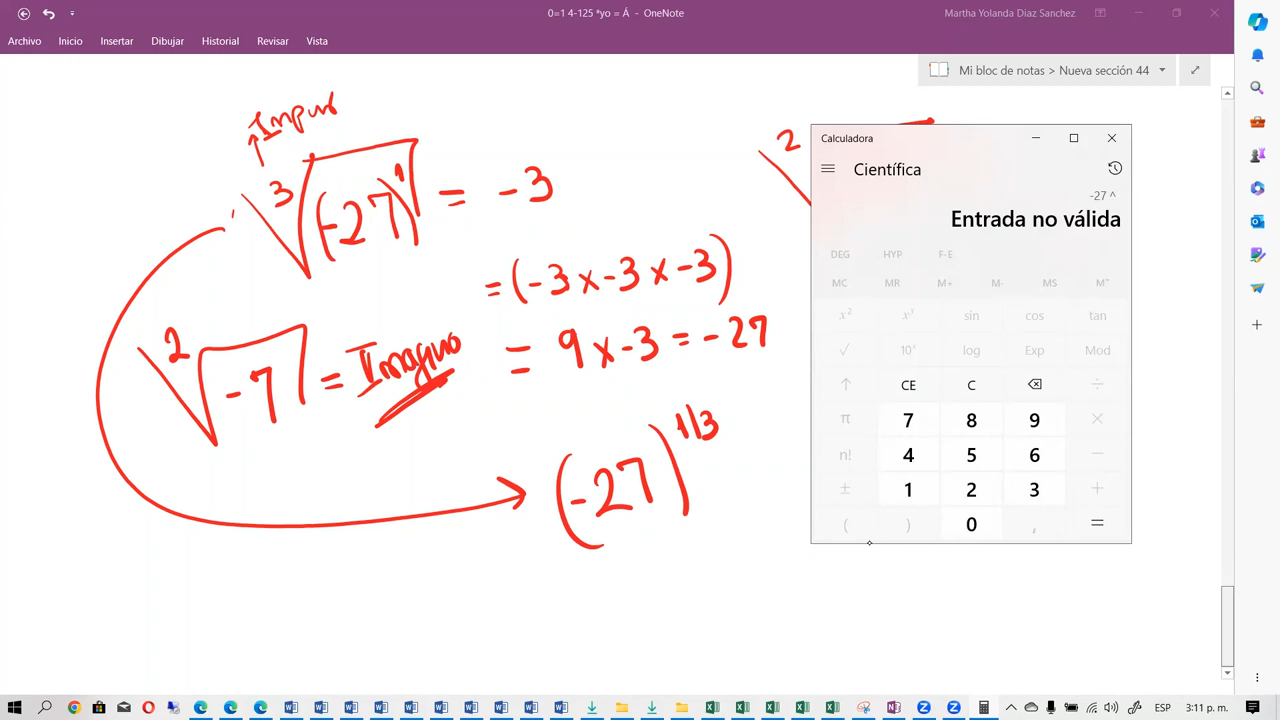 0=1 4-125 *yo = Á - OneNote
Martha Yolanda Diaz Sanchez
Archivo Inicio Insertar Dibujar Historial Revisar Vista
Mi bloc de notas > Nueva sección 44
Impar
∛(-27)¹ = -3
= (-3 x -3 x -3)
= 9 x -3 = -27
²√-7 =
(-27)^1/3
2
Calculadora
Científica
-27 ^
Entrada no válida
DEG HYP F-E
MC MR M+ M- MS M˅
x² xʸ sin cos tan
√ 10ˣ log Exp Mod
↑ CE C ⌫ ÷
π 7 8 9 ×
n! 4 5 6 −
± 1 2 3 +
( ) 0 , =
ESP 3:11 p. m.